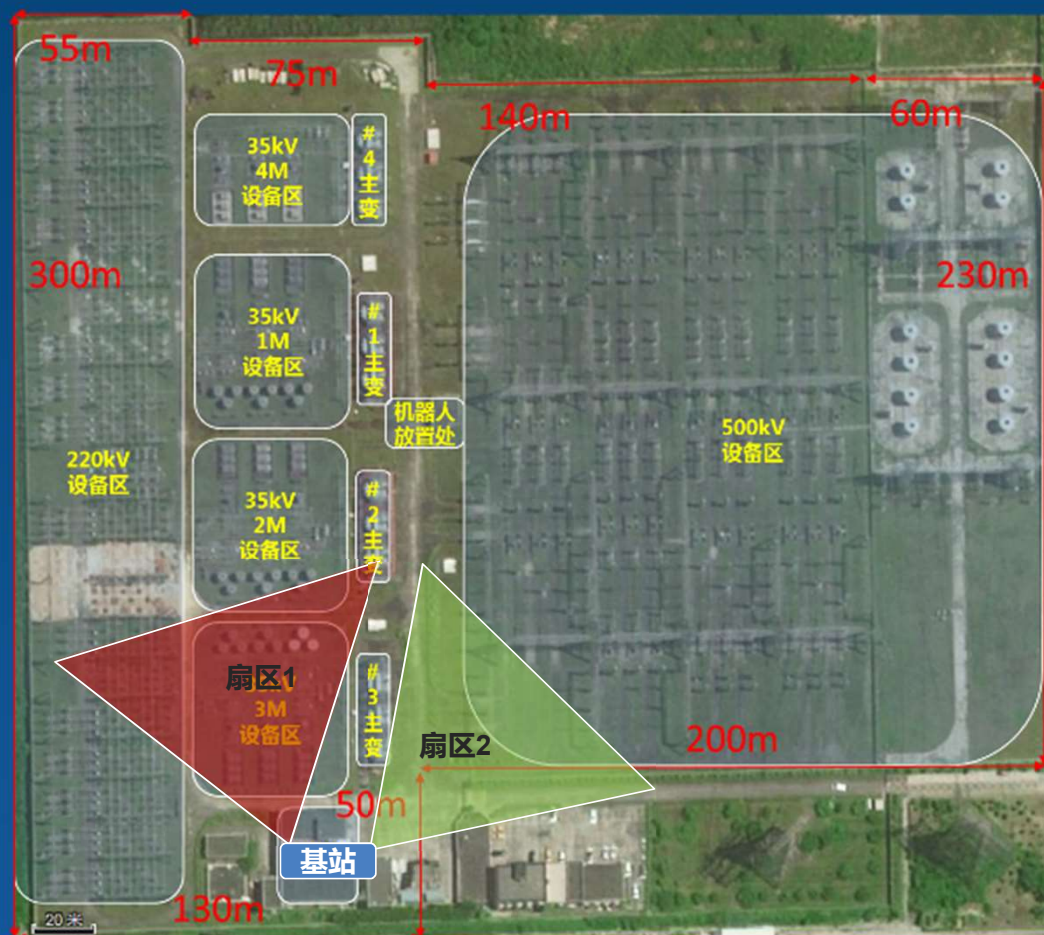 55m
75m
140m
60m
35kV
4M
设备区
#
4
主
变
300m
230m
35kV
1M
设备区
#
1
主
变
机器人
放置处
500kV
设备区
220kV
设备区
35kV
2M
设备区
#
2
主
变
扇区1
3M
设备区
#
3
主
变
扇区2
200m
50m
基站
130m
20 米